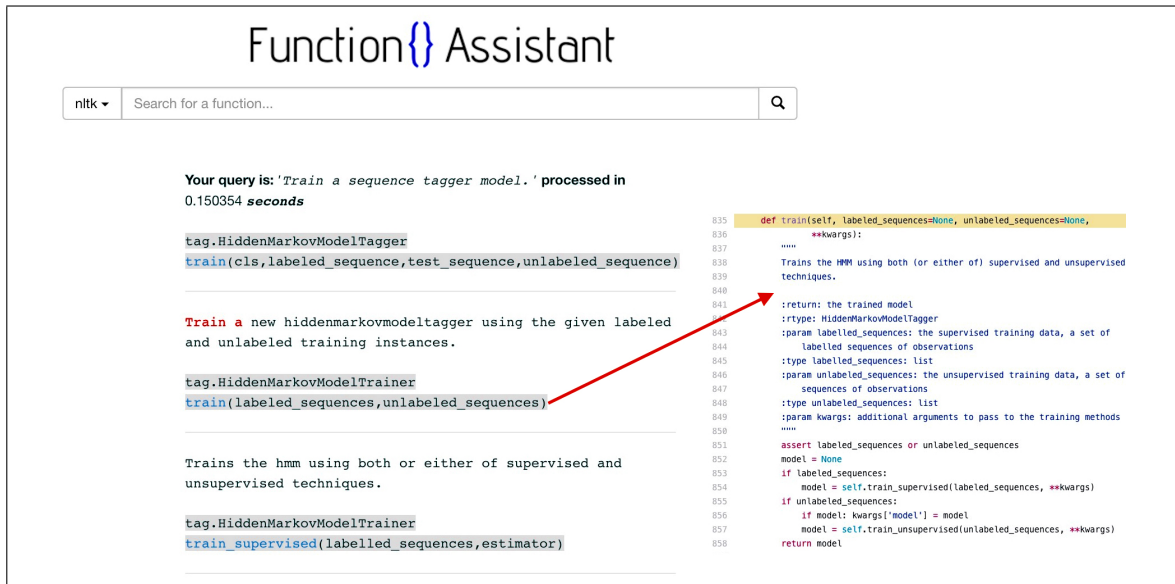 Function{} Assistant
nltk
Search for a function...
Your query is: 'Train a sequence tagger model.' processed in
0.150354 seconds
tag.HiddenMarkovModelTagger
train(cls,labeled_sequence,test_sequence,unlabeled_sequence)
Train a new hiddenmarkovmodeltagger using the given labeled
and unlabeled training instances.
tag.HiddenMarkovModelTrainer
train(labeled_sequences,unlabeled_sequences)
Trains the hmm using both or either of supervised and
unsupervised techniques.
tag.HiddenMarkovModelTrainer
train_supervised(labelled_sequences,estimator)
835 def train(self, labeled_sequences=None, unlabeled_sequences=None,
836 **kwargs):
837 """
838 Trains the HMM using both (or either of) supervised and unsupervised
839 techniques.
840
841 :return: the trained model
:rtype: HiddenMarkovModelTagger
843 :param labelled_sequences: the supervised training data, a set of
844 labelled sequences of observations
845 :type labelled_sequences: list
846 :param unlabeled_sequences: the unsupervised training data, a set of
847 sequences of observations
848 :type unlabeled_sequences: list
849 :param kwargs: additional arguments to pass to the training methods
850 """
851 assert labeled_sequences or unlabeled_sequences
852 model = None
853 if labeled_sequences:
854 model = self.train_supervised(labeled_sequences, **kwargs)
855 if unlabeled_sequences:
856 if model: kwargs['model'] = model
857 model = self.train_unsupervised(unlabeled_sequences, **kwargs)
858 return model